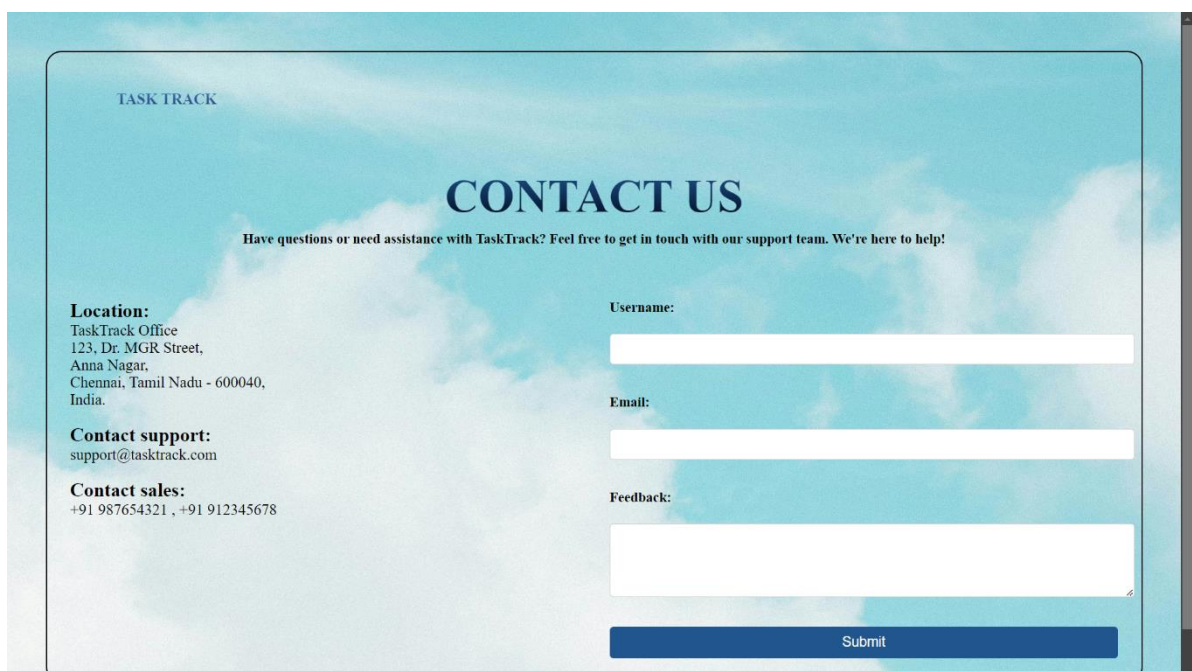 TASK TRACK
CONTACT US
Have questions or need assistance with TaskTrack? Feel free to get in touch with our support team. We're here to help!
Location:
TaskTrack Office
123, Dr. MGR Street,
Anna Nagar,
Chennai, Tamil Nadu - 600040,
India.
Contact support:
support@tasktrack.com
Contact sales:
+91 987654321 , +91 912345678
Username:
Email:
Feedback:
Submit